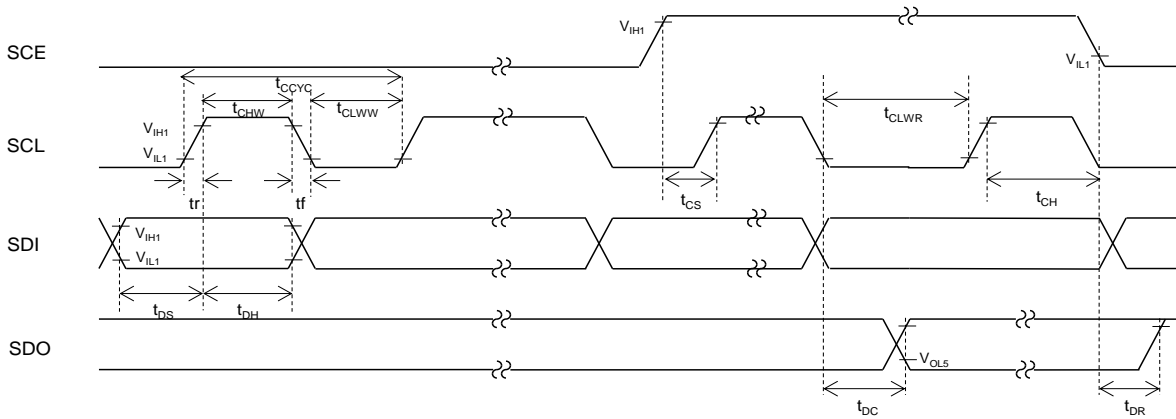 SCE
V_IH1
V_IL1
t_CCYC
t_CHW
t_CLWW
t_CLWR
SCL
V_IH1
V_IL1
tr
tf
t_CS
t_CH
SDI
V_IH1
V_IL1
t_DS
t_DH
SDO
V_OL5
t_DC
t_DR